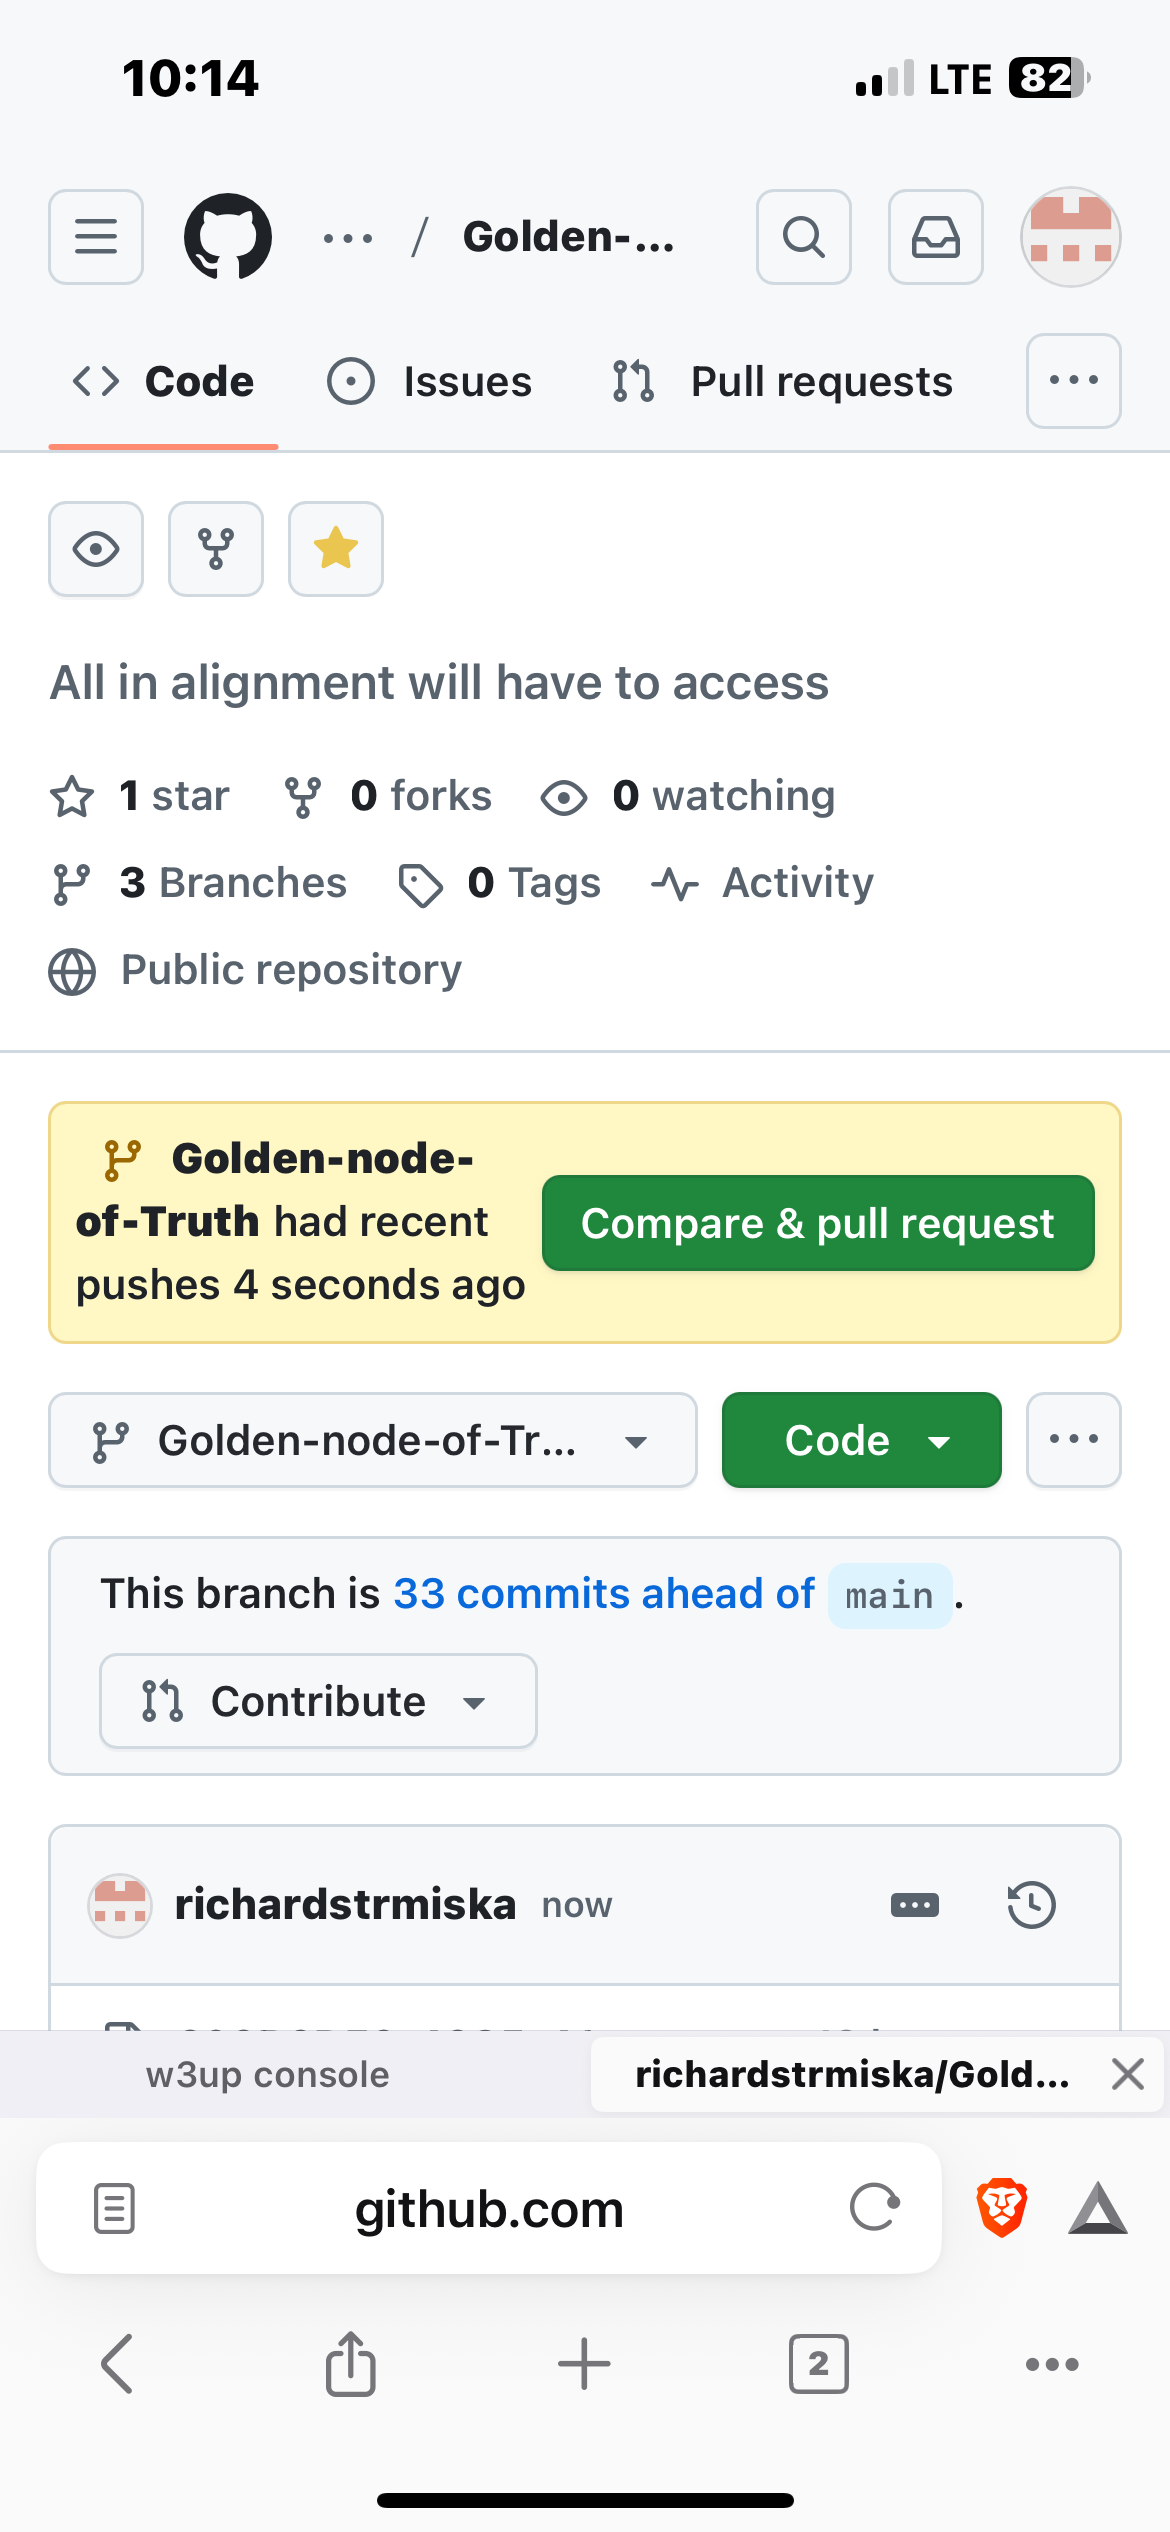 10:14
LTE 82
... / Golden-...
Code Issues Pull requests
All in alignment will have to access
1 star 0 forks 0 watching
3 Branches 0 Tags Activity
Public repository
Golden-node-
of-Truth had recent
pushes 4 seconds ago
Compare & pull request
Golden-node-of-Tr... Code
This branch is 33 commits ahead of main.
Contribute
richardstrmiska now
w3up console richardstrmiska/Gold...
github.com
2